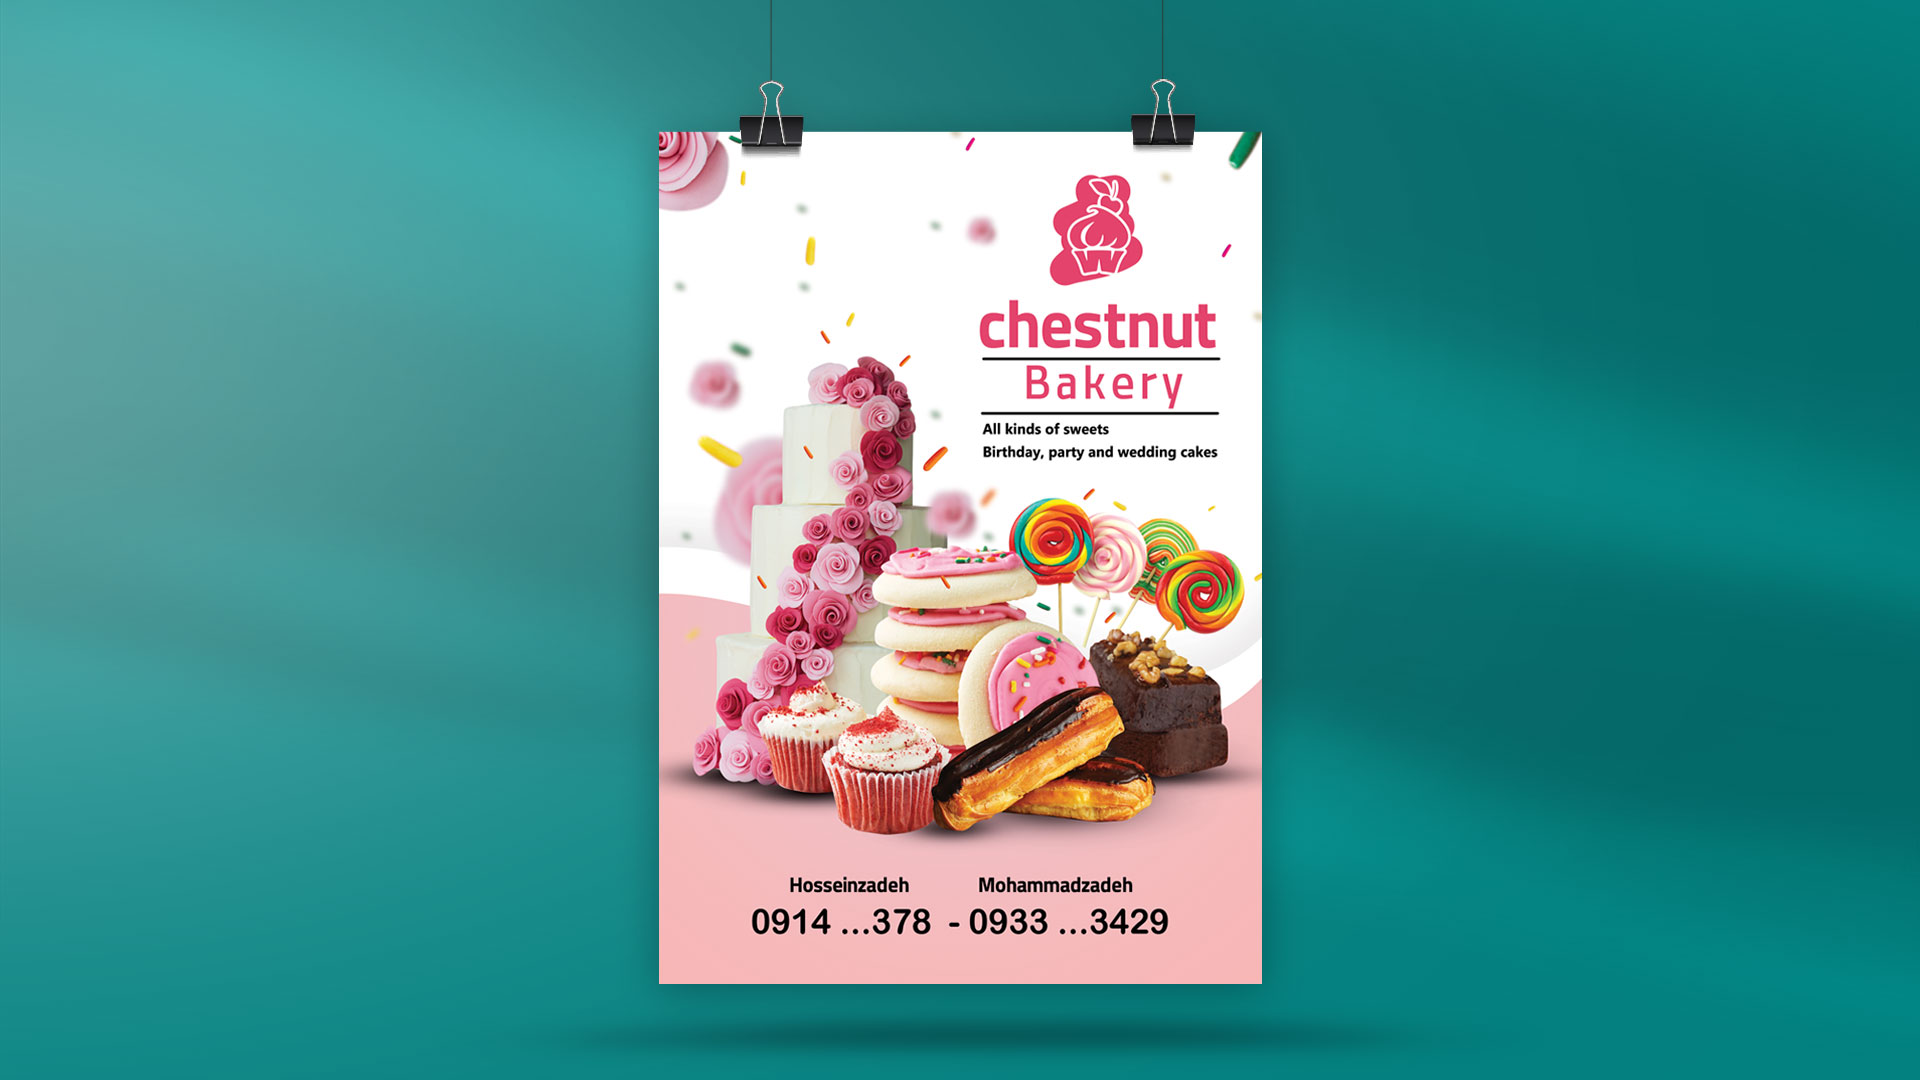 chestnut
Bakery
All kinds of sweets
Birthday, party and wedding cakes
Hosseinzadeh Mohammadzadeh
0914 ...378 - 0933 ...3429